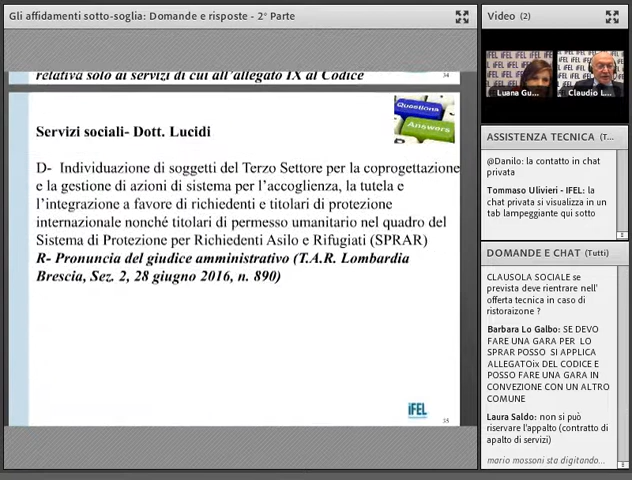 Gli affidamenti sotto-soglia: Domande e risposte - 2° Parte
relativa solo ai servizi di cui all'allegato IX al Codice
34
Questions
Answers
Servizi sociali- Dott. Lucidi
D- Individuazione di soggetti del Terzo Settore per la coprogettazione
e la gestione di azioni di sistema per l'accoglienza, la tutela e
l'integrazione a favore di richiedenti e titolari di protezione
internazionale nonché titolari di permesso umanitario nel quadro del
Sistema di Protezione per Richiedenti Asilo e Rifugiati (SPRAR)
R- Pronuncia del giudice amministrativo (T.A.R. Lombardia
Brescia, Sez. 2, 28 giugno 2016, n. 890)
IFEL
35
Video (2)
Luana Gu...
Claudio L...
ASSISTENZA TECNICA (T...
@Danilo: la contatto in chat
privata
Tommaso Ulivieri - IFEL: la
chat privata si visualizza in un
tab lampeggiante qui sotto
DOMANDE E CHAT (Tutti)
CLAUSOLA SOCIALE se
prevista deve rientrare nell'
offerta tecnica in caso di
ristoraizone ?
Barbara Lo Galbo: SE DEVO
FARE UNA GARA PER LO
SPRAR POSSO SI APPLICA
ALLEGATOix DEL CODICE E
POSSO FARE UNA GARA IN
CONVEZIONE CON UN ALTRO
COMUNE
Laura Saldo: non si può
riservare l'appalto (contratto di
apalto di servizi)
mario mossoni sta digitando...